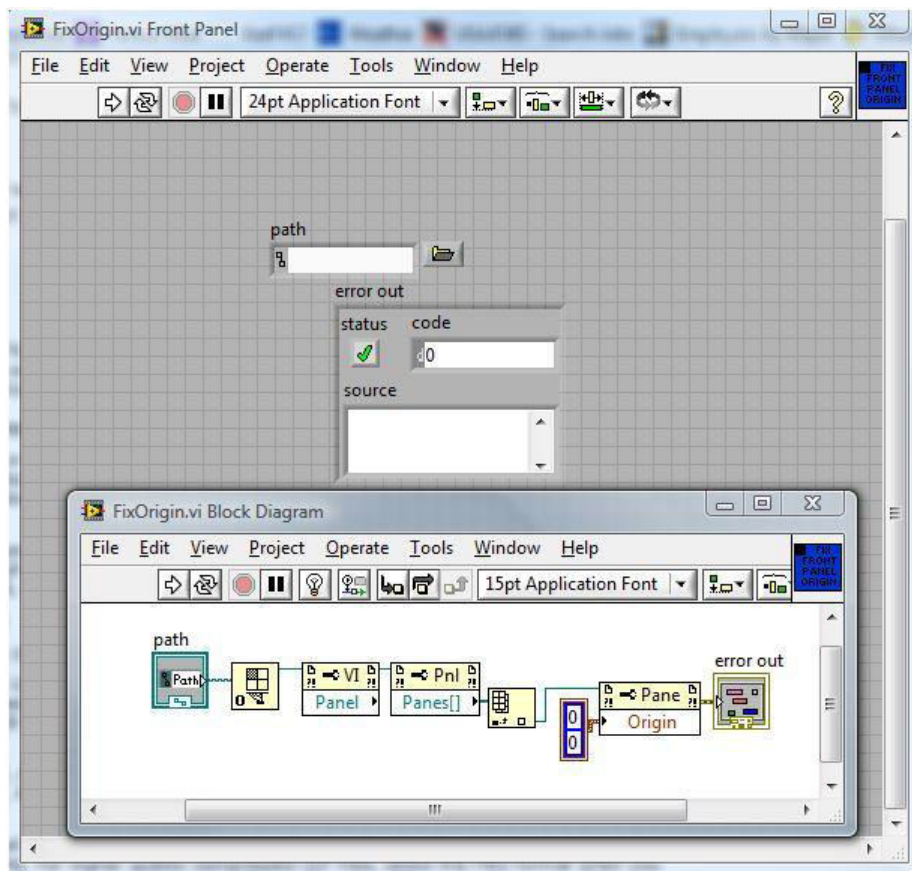 FixOrigin.vi Front Panel
File Edit View Project Operate Tools Window Help
24pt Application Font
?
FIX
FRONT
PANEL
ORIGIN
path
error out
status code
d 0
source
FixOrigin.vi Block Diagram
File Edit View Project Operate Tools Window Help
FIX
FRONT
PANEL
ORIGIN
15pt Application Font
path
error out
Path
VI
Pnl
Pane
Panel
Panes[]
Origin
0
0
0